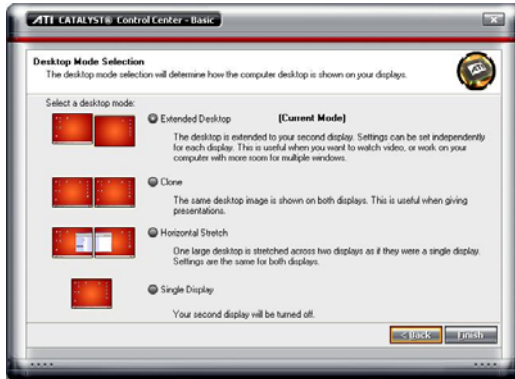 ATI CATALYST® Control Center - Basic
Desktop Mode Selection
The desktop mode selection will determine how the computer desktop is shown on your displays.
ATI
Select a desktop mode:
Extended Desktop [Current Mode]
The desktop is extended to your second display. Settings can be set independently
for each display. This is useful when you want to watch video, or work on your
computer with more room for multiple windows.
Clone
The same desktop image is shown on both displays. This is useful when giving
presentations.
Horizontal Stretch
One large desktop is stretched across two displays as if they were a single display.
Settings are the same for both displays.
Single Display
Your second display will be turned off.
< Back Finish